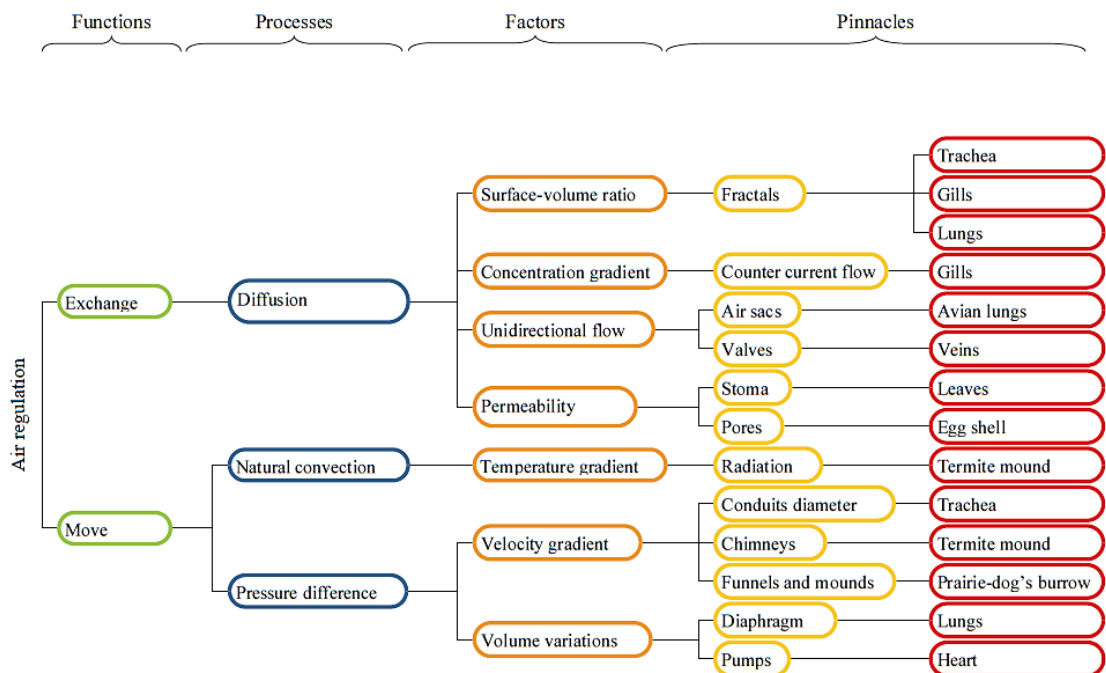 Functions Processes Factors Pinnacles
Trachea
Surface-volume ratio Fractals Gills
Lungs
Concentration gradient Counter current flow Gills
Exchange Diffusion
Air sacs Avian lungs
Unidirectional flow
Valves Veins
Stoma Leaves
Permeability
Pores Egg shell
Air regulation
Natural convection Temperature gradient Radiation Termite mound
Conduits diameter Trachea
Move
Velocity gradient Chimneys Termite mound
Funnels and mounds Prairie-dog's burrow
Pressure difference
Diaphragm Lungs
Volume variations
Pumps Heart